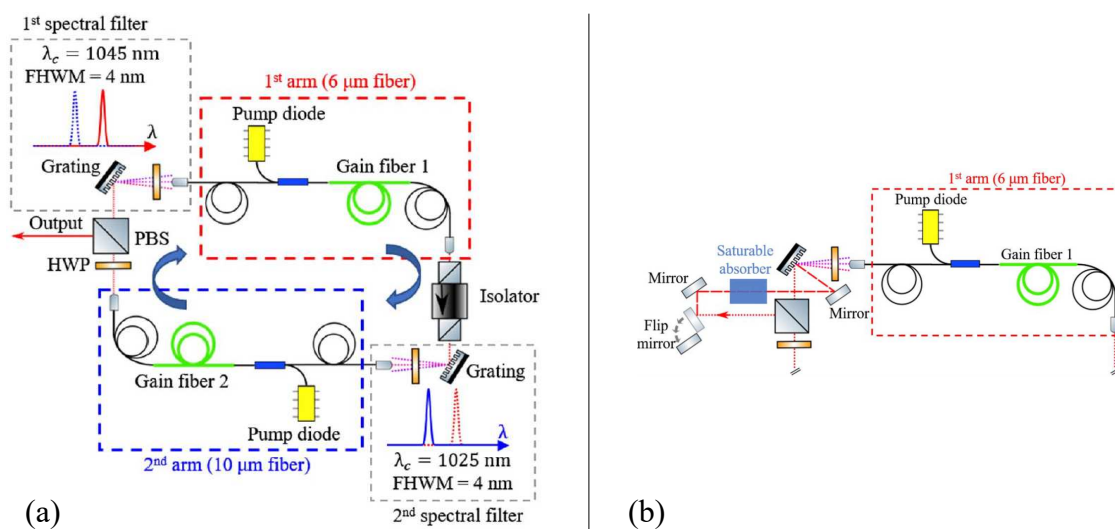 1st spectral filter
λc = 1045 nm
FHWM = 4 nm
λ
Grating
Output
PBS
HWP
1st arm (6 μm fiber)
Pump diode
Gain fiber 1
Isolator
Gain fiber 2
Pump diode
2nd arm (10 μm fiber)
Grating
λ
λc = 1025 nm
FHWM = 4 nm
2nd spectral filter
(a)
1st arm (6 μm fiber)
Pump diode
Gain fiber 1
Saturable
absorber
Mirror
Mirror
Flip
mirror
(b)